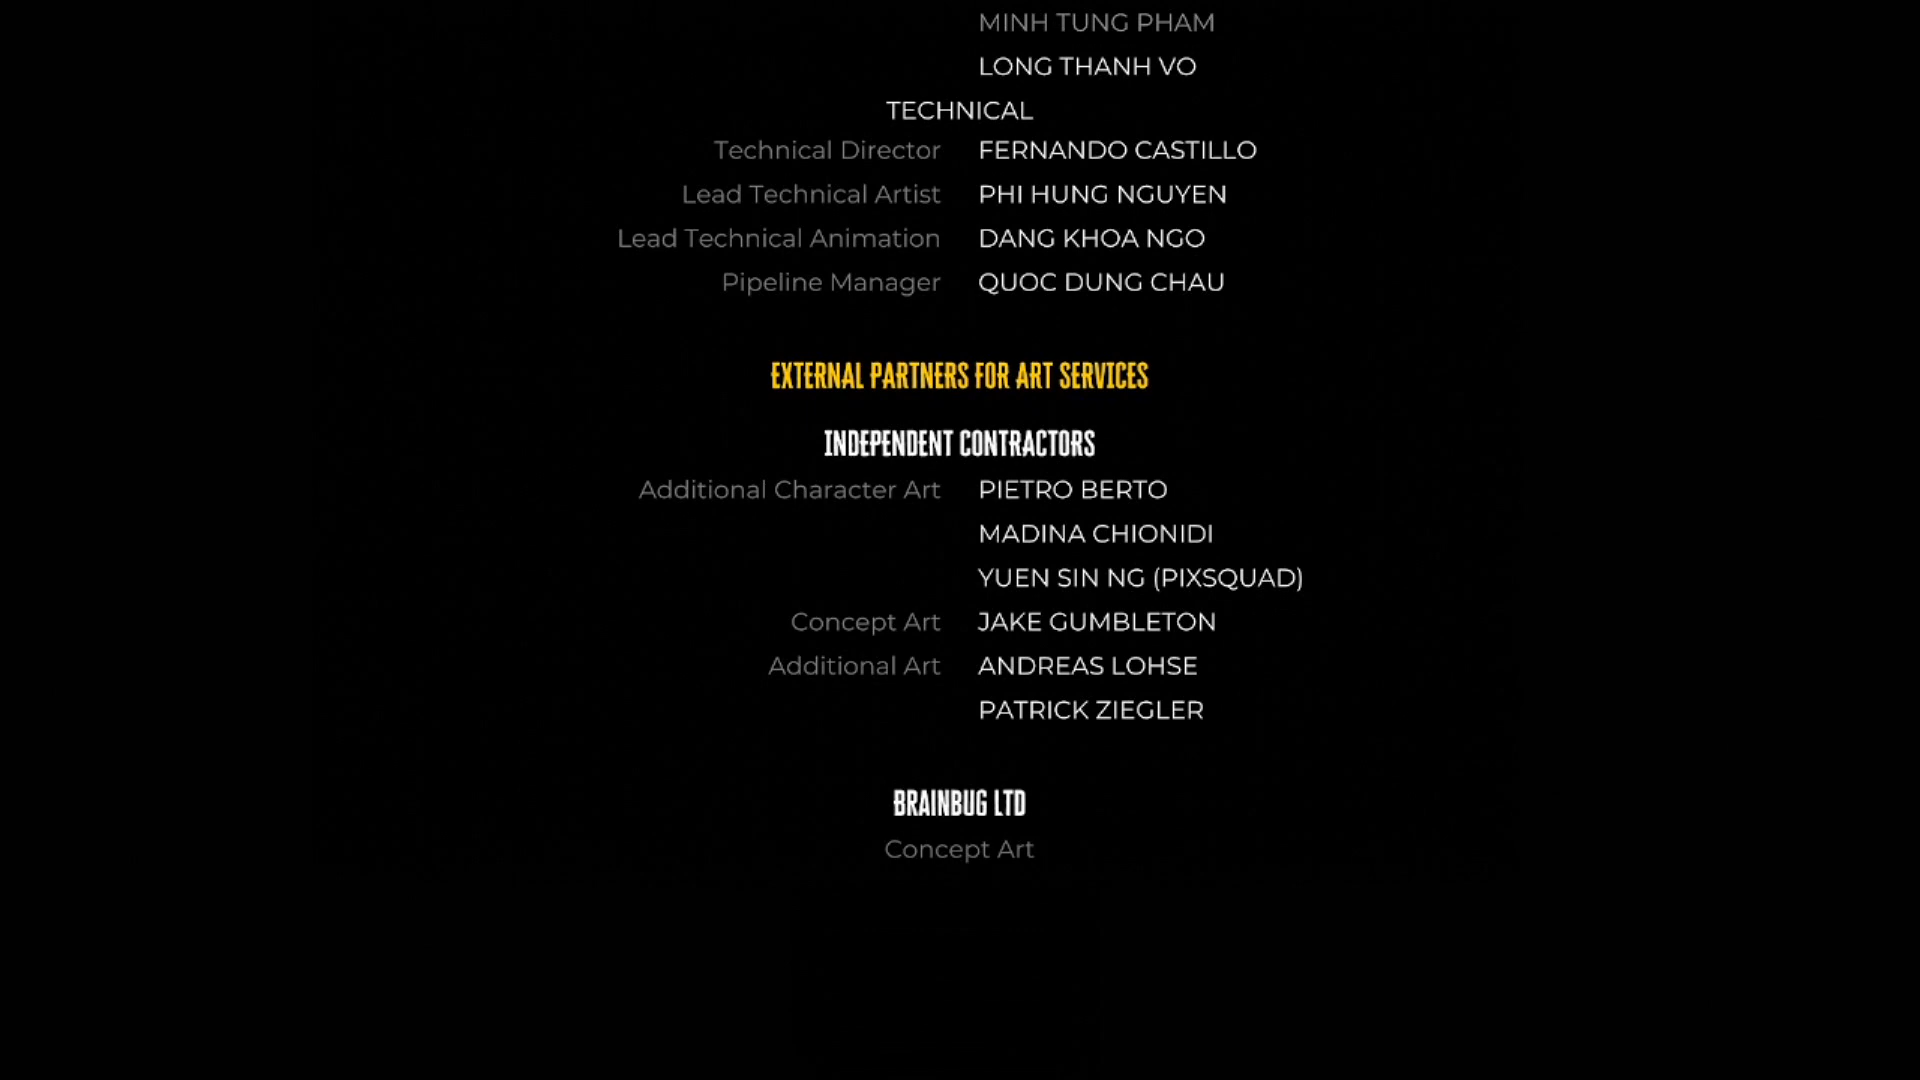 MINH TUNG PHAM
LONG THANH VO
TECHNICAL
Technical Director FERNANDO CASTILLO
Lead Technical Artist PHI HUNG NGUYEN
Lead Technical Animation DANG KHOA NGO
Pipeline Manager QUOC DUNG CHAU
EXTERNAL PARTNERS FOR ART SERVICES
INDEPENDENT CONTRACTORS
Additional Character Art PIETRO BERTO
MADINA CHIONIDI
YUEN SIN NG (PIXSQUAD)
Concept Art JAKE GUMBLETON
Additional Art ANDREAS LOHSE
PATRICK ZIEGLER
BRAINBUG LTD
Concept Art